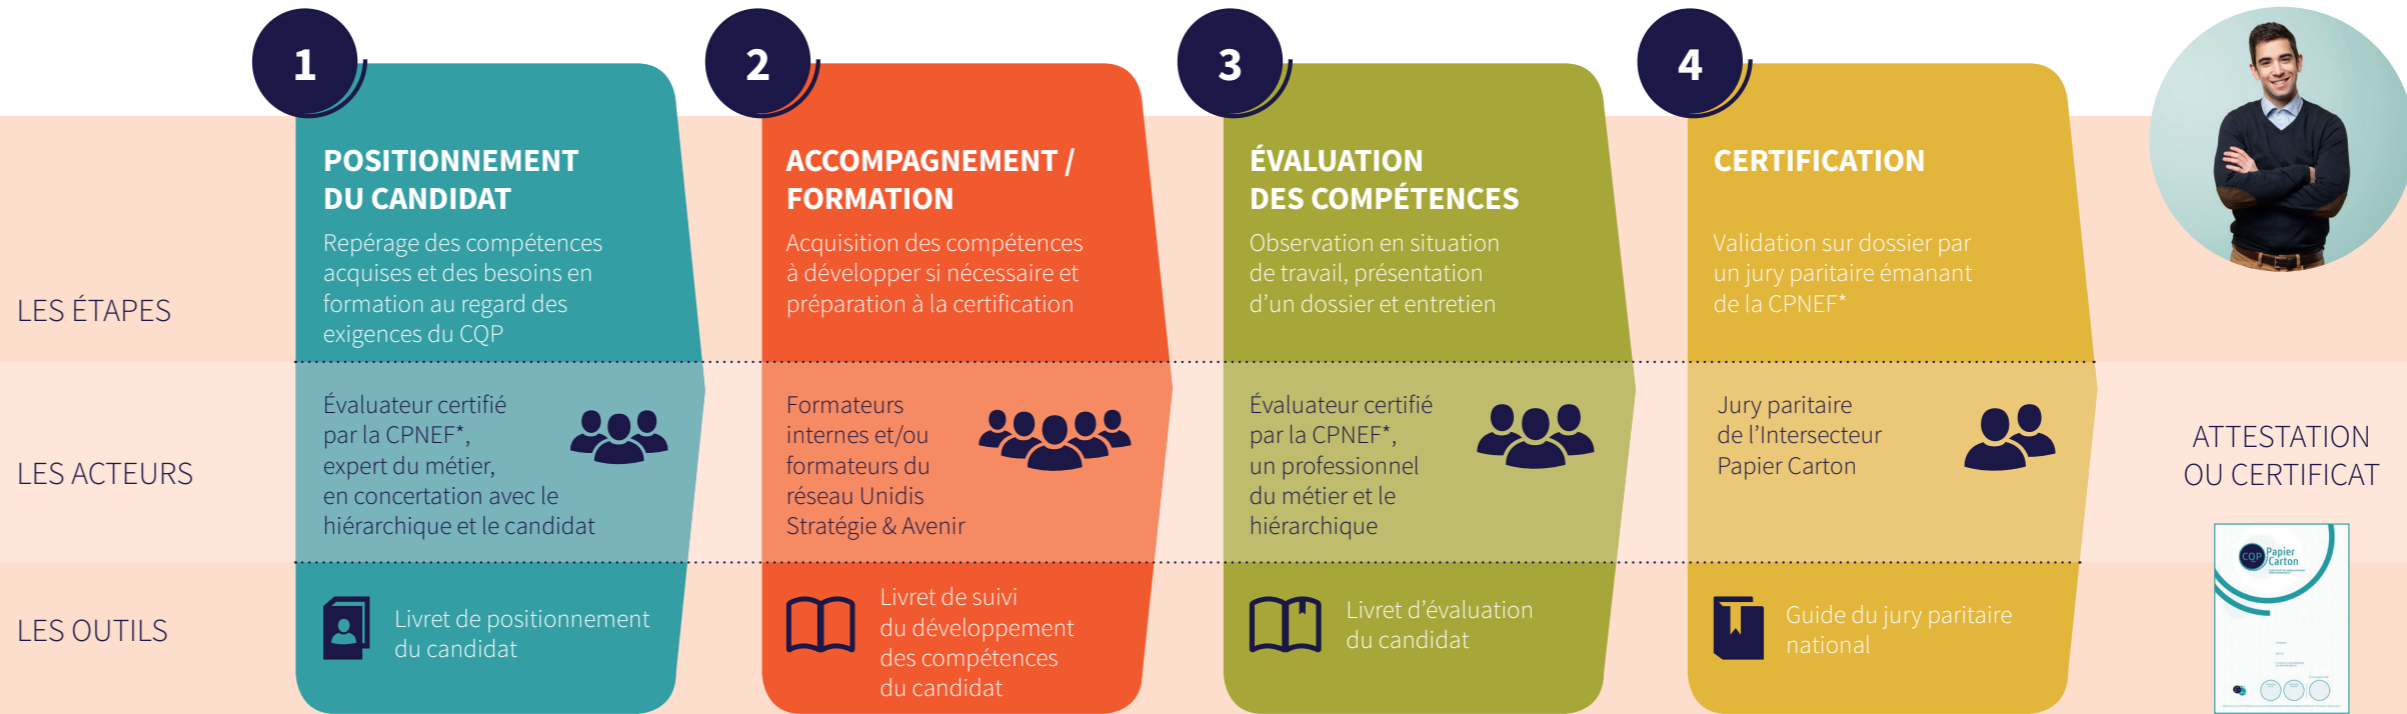 1
POSITIONNEMENT
DU CANDIDAT
Repérage des compétences
acquises et des besoins en
formation au regard des
exigences du CQP
2
ACCOMPAGNEMENT /
FORMATION
Acquisition des compétences
à développer si nécessaire et
préparation à la certification
3
ÉVALUATION
DES COMPÉTENCES
Observation en situation
de travail, présentation
d'un dossier et entretien
4
CERTIFICATION
Validation sur dossier par
un jury paritaire émanant
de la CPNEF*
LES ÉTAPES
LES ACTEURS
Évaluateur certifié
par la CPNEF*,
expert du métier,
en concertation avec le
hiérarchique et le candidat
Formateurs
internes et/ou
formateurs du
réseau Unidis
Stratégie & Avenir
Évaluateur certifié
par la CPNEF*,
un professionnel
du métier et le
hiérarchique
Jury paritaire
de l'Intersecteur
Papier Carton
ATTESTATION
OU CERTIFICAT
LES OUTILS
Livret de positionnement
du candidat
Livret de suivi
du développement
des compétences
du candidat
Livret d'évaluation
du candidat
Guide du jury paritaire
national
CQP
Papier
Carton